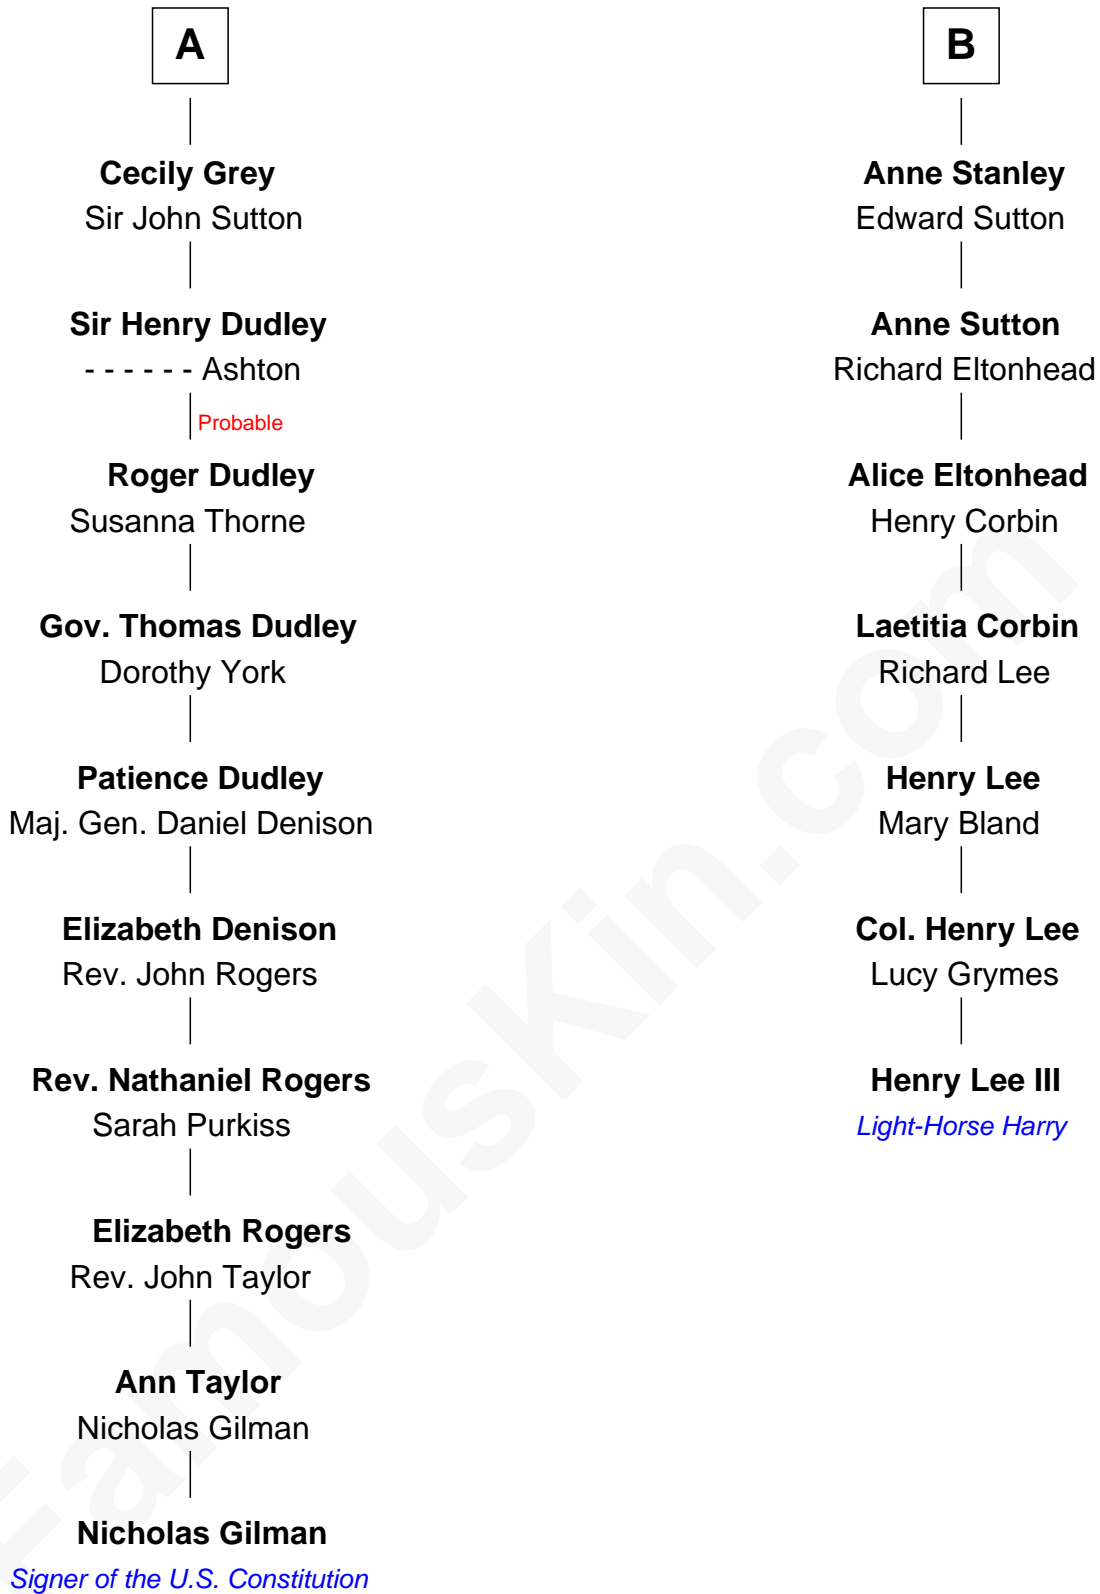 A
Cecily Grey
Sir John Sutton
Sir Henry Dudley
- - - - - - Ashton
Probable
Roger Dudley
Susanna Thorne
Gov. Thomas Dudley
Dorothy York
Patience Dudley
Maj. Gen. Daniel Denison
Elizabeth Denison
Rev. John Rogers
Rev. Nathaniel Rogers
Sarah Purkiss
Elizabeth Rogers
Rev. John Taylor
Ann Taylor
Nicholas Gilman
Nicholas Gilman
Signer of the U.S. Constitution
B
Anne Stanley
Edward Sutton
Anne Sutton
Richard Eltonhead
Alice Eltonhead
Henry Corbin
Laetitia Corbin
Richard Lee
Henry Lee
Mary Bland
Col. Henry Lee
Lucy Grymes
Henry Lee III
Light-Horse Harry
FamousKin.com